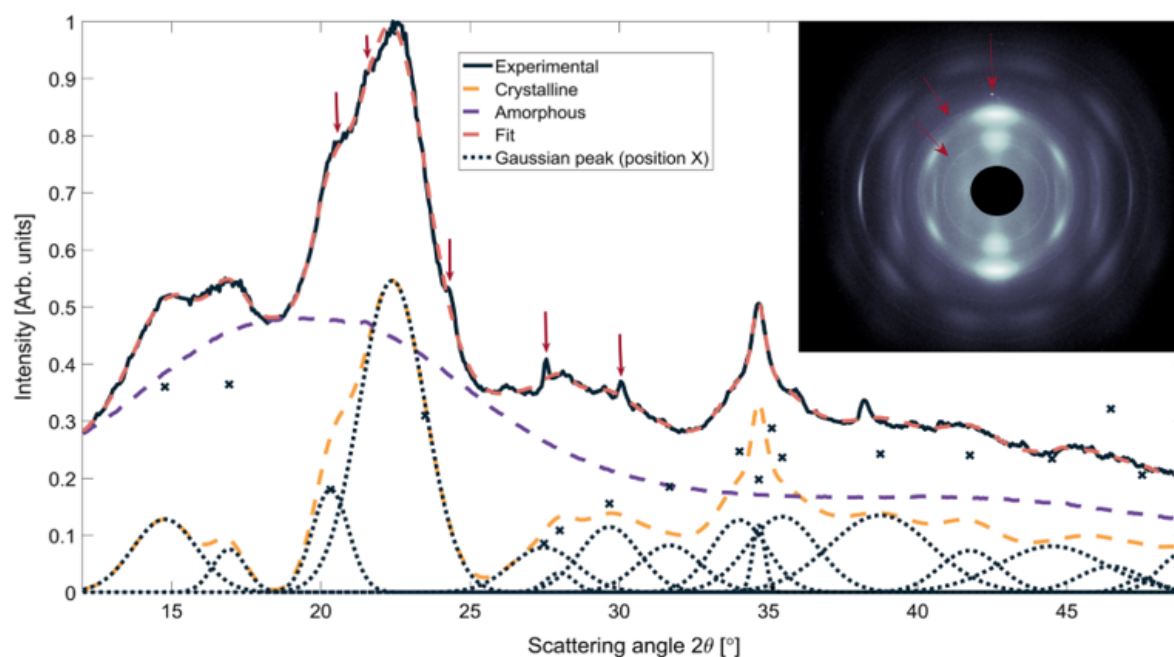 1
0.9
0.8
0.7
0.6
0.5
0.4
0.3
0.2
0.1
0
Intensity [Arb. units]
Experimental
Crystalline
Amorphous
Fit
Gaussian peak (position X)
15 20 25 30 35 40 45
Scattering angle 2θ [°]